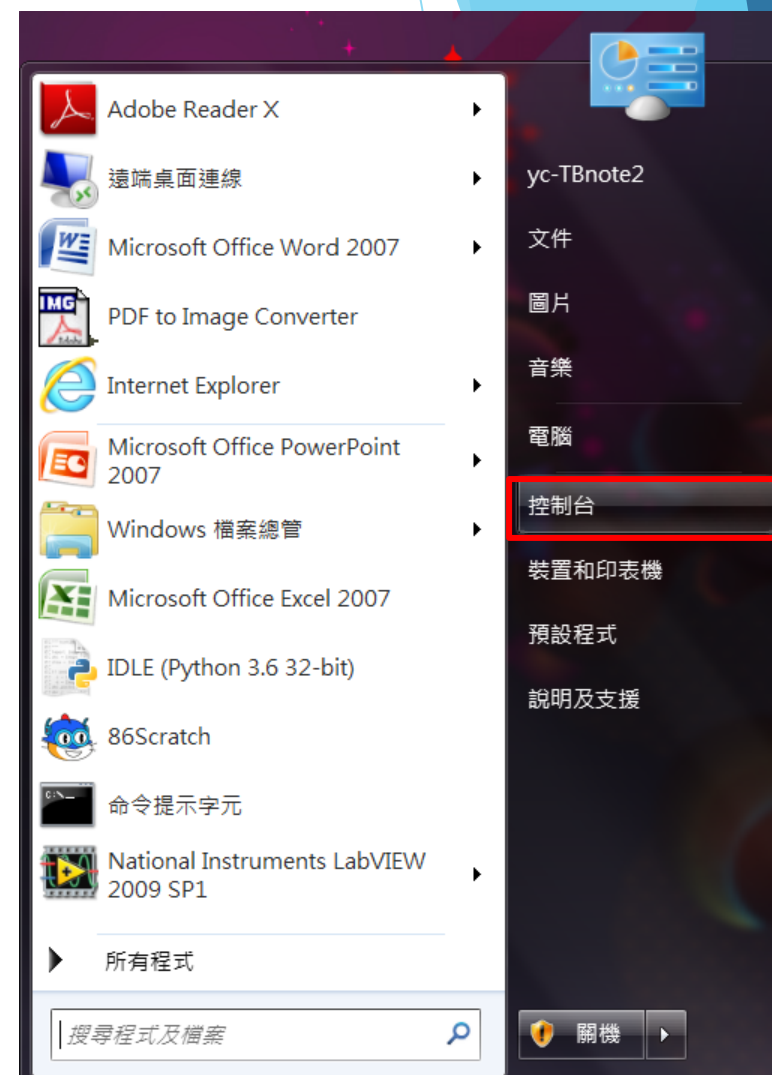 Adobe Reader X
遠端桌面連線
Microsoft Office Word 2007
IMG
PDF to Image Converter
Internet Explorer
Microsoft Office PowerPoint
2007
Windows 檔案總管
Microsoft Office Excel 2007
IDLE (Python 3.6 32-bit)
86Scratch
C:\_
命令提示字元
National Instruments LabVIEW
2009 SP1
所有程式
搜尋程式及檔案
yc-TBnote2
文件
圖片
音樂
電腦
控制台
裝置和印表機
預設程式
說明及支援
關機